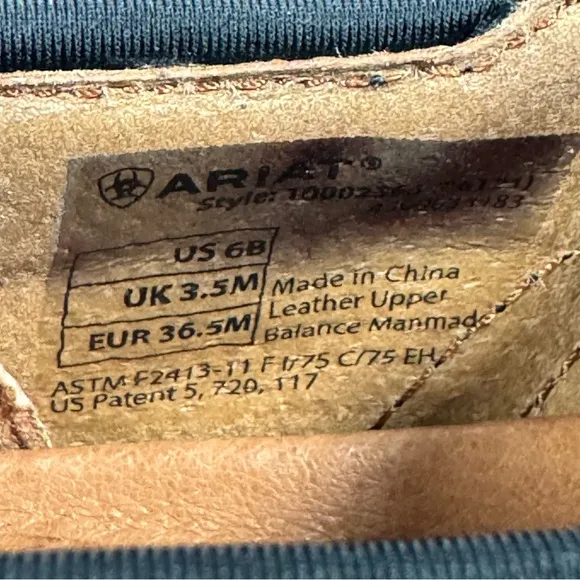 ARIAT®
Style:
US 6B
UK 3.5M
EUR 36.5M
Made in China
Leather Upper
Balance Manmade
ASTM F2413-11 F I/75 C/75 EH
US Patent 5, 720, 117